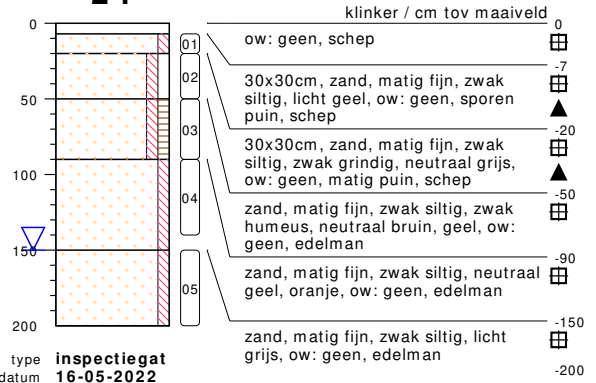 klinker / cm tov maaiveld
0
0
ow: geen, schep
01
-7
30x30cm, zand, matig fijn, zwak
siltig, licht geel, ow: geen, sporen
puin, schep
02
50
-20
30x30cm, zand, matig fijn, zwak
siltig, zwak grindig, neutraal grijs,
ow: geen, matig puin, schep
03
-50
100
zand, matig fijn, zwak siltig, zwak
humeus, neutraal bruin, geel, ow:
geen, edelman
04
-90
150
zand, matig fijn, zwak siltig, neutraal
geel, oranje, ow: geen, edelman
05
-150
200
zand, matig fijn, zwak siltig, licht
grijs, ow: geen, edelman
-200
type inspectiegat
datum 16-05-2022